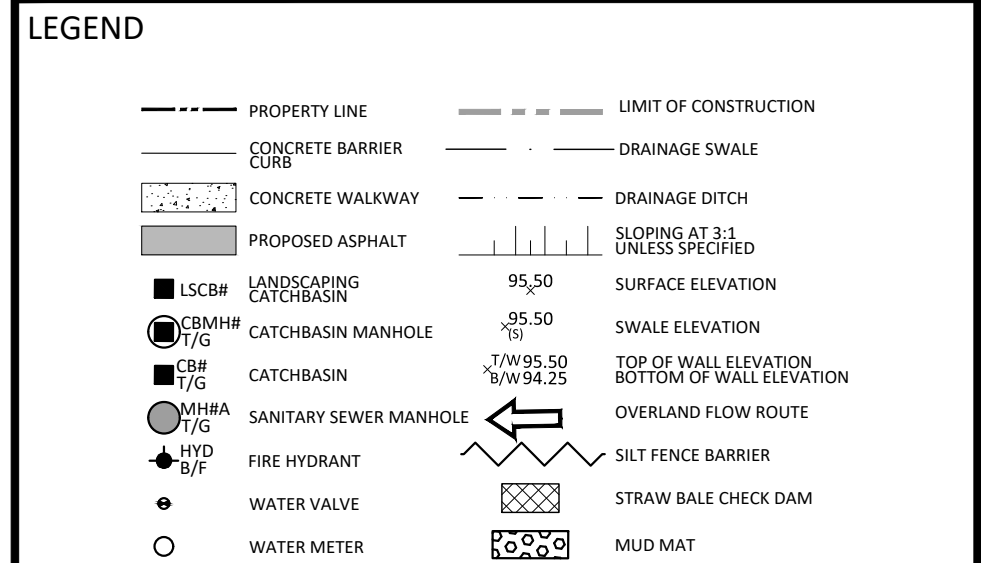 LEGEND
PROPERTY LINE
CONCRETE BARRIER
CURB
CONCRETE WALKWAY
PROPOSED ASPHALT
LSCB#
LANDSCAPING
CATCHBASIN
CBMH#
T/G
CATCHBASIN MANHOLE
CB#
T/G
CATCHBASIN
MH#A
T/G
SANITARY SEWER MANHOLE
HYD
B/F
FIRE HYDRANT
WATER VALVE
WATER METER
LIMIT OF CONSTRUCTION
DRAINAGE SWALE
DRAINAGE DITCH
SLOPING AT 3:1
UNLESS SPECIFIED
95.50
SURFACE ELEVATION
95.50
(S)
SWALE ELEVATION
T/W 95.50
B/W 94.25
TOP OF WALL ELEVATION
BOTTOM OF WALL ELEVATION
OVERLAND FLOW ROUTE
SILT FENCE BARRIER
STRAW BALE CHECK DAM
MUD MAT